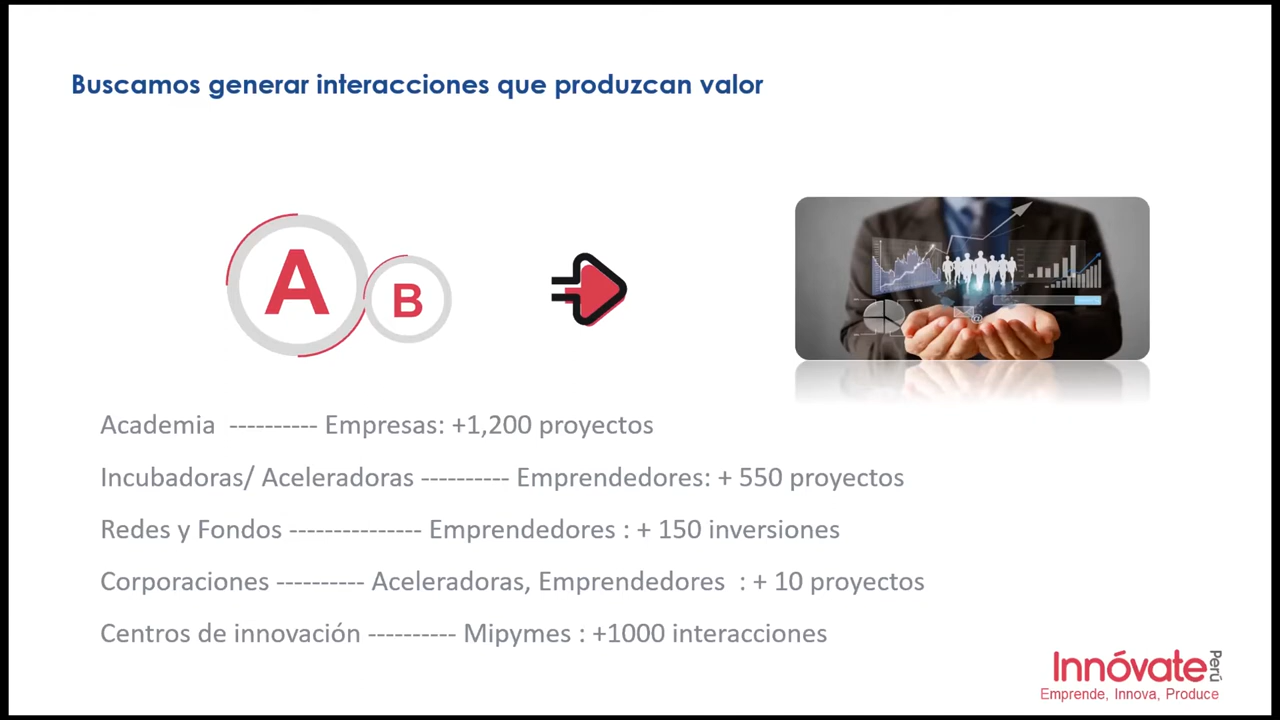 Buscamos generar interacciones que produzcan valor
A
B
Academia ---------- Empresas: +1,200 proyectos
Incubadoras/ Aceleradoras ---------- Emprendedores: + 550 proyectos
Redes y Fondos --------------- Emprendedores : + 150 inversiones
Corporaciones ---------- Aceleradoras, Emprendedores : + 10 proyectos
Centros de innovación ---------- Mipymes : +1000 interacciones
Innóvate Perú
Emprende, Innova, Produce